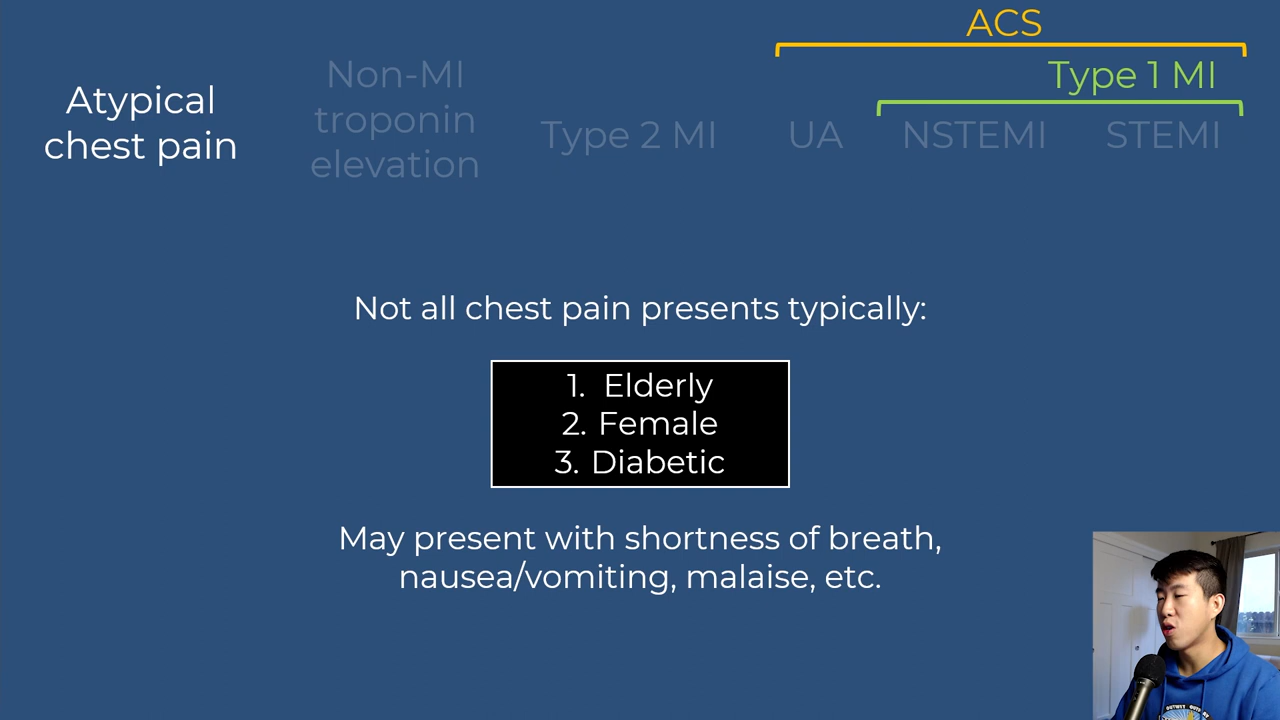 ACS
Type 1 MI
Atypical
chest pain
Non-MI
troponin
elevation
Type 2 MI
UA
NSTEMI
STEMI
Not all chest pain presents typically:
1. Elderly
2. Female
3. Diabetic
May present with shortness of breath,
nausea/vomiting, malaise, etc.